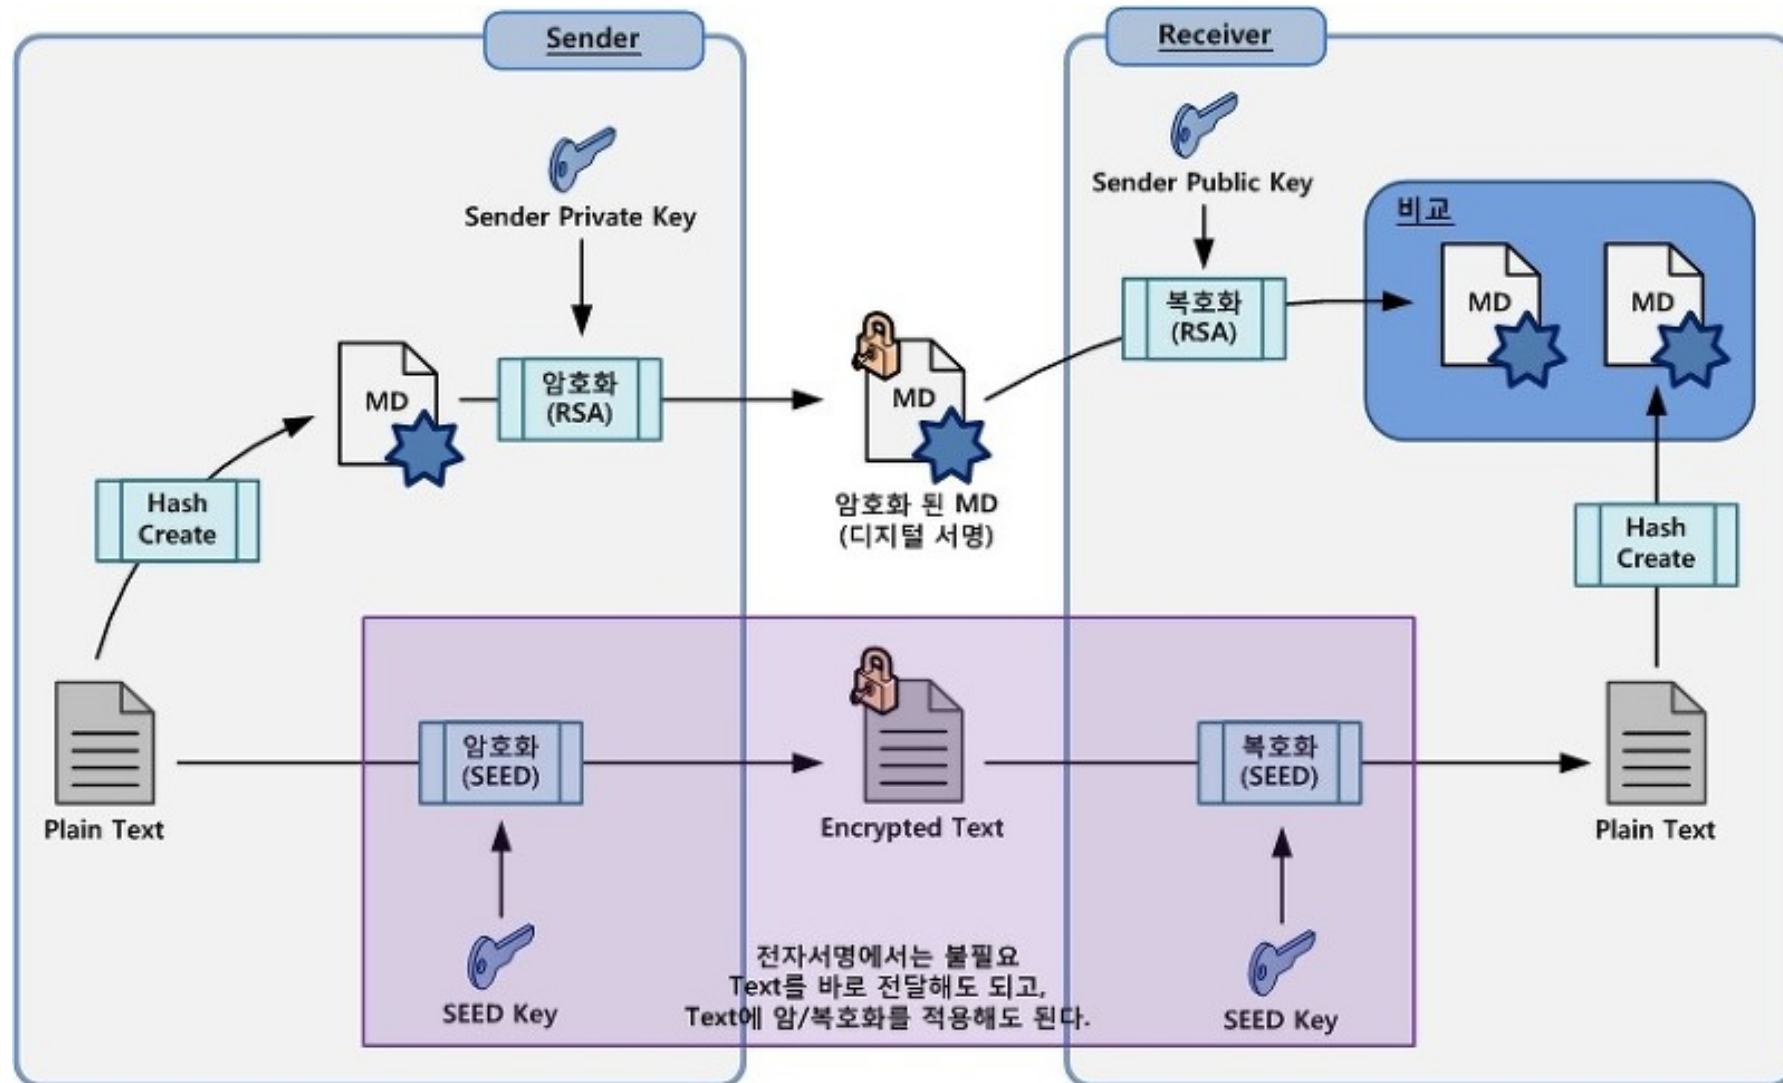 Sender
Receiver
Sender Private Key
Sender Public Key
비교
MD
MD
복호화
(RSA)
MD
암호화
(RSA)
MD
Hash
Create
암호화 된 MD
(디지털 서명)
Hash
Create
암호화
(SEED)
복호화
(SEED)
Plain Text
Encrypted Text
Plain Text
전자서명에서는 불필요
Text를 바로 전달해도 되고,
Text에 암/복호화를 적용해도 된다.
SEED Key
SEED Key